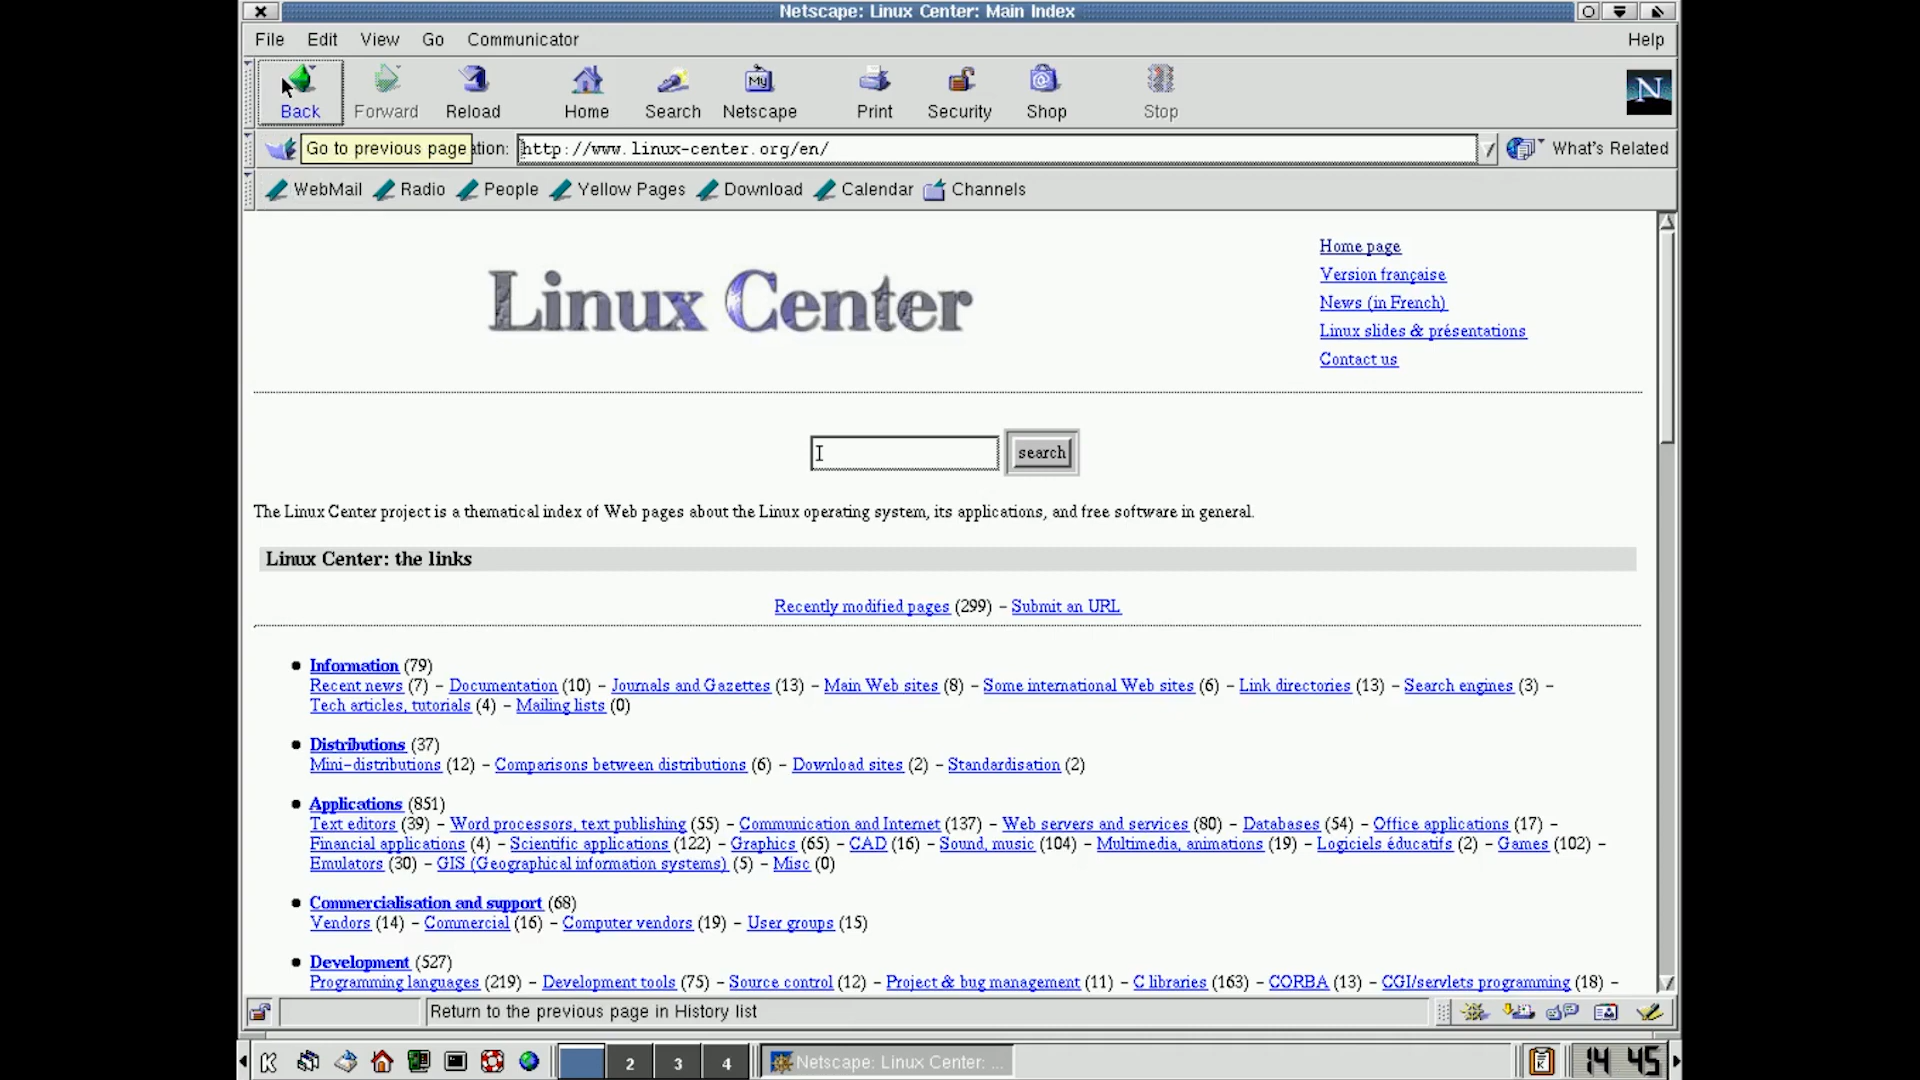 Netscape: Linux Center: Main Index
File Edit View Go Communicator Help
Back Forward Reload Home Search Netscape Print Security Shop Stop
My
N
Go to previous page ation: http://www.linux-center.org/en/ What's Related
WebMail Radio People Yellow Pages Download Calendar Channels
Linux Center
Home page
Version française
News (in French)
Linux slides & présentations
Contact us
search
The Linux Center project is a thematical index of Web pages about the Linux operating system, its applications, and free software in general.
Linux Center: the links
Recently modified pages (299) - Submit an URL
Information (79)
Recent news (7) - Documentation (10) - Journals and Gazettes (13) - Main Web sites (8) - Some international Web sites (6) - Link directories (13) - Search engines (3) -
Tech articles, tutorials (4) - Mailing lists (0)
Distributions (37)
Mini-distributions (12) - Comparisons between distributions (6) - Download sites (2) - Standardisation (2)
Applications (851)
Text editors (39) - Word processors, text publishing (55) - Communication and Internet (137) - Web servers and services (80) - Databases (54) - Office applications (17) -
Financial applications (4) - Scientific applications (122) - Graphics (65) - CAD (16) - Sound, music (104) - Multimedia, animations (19) - Logiciels éducatifs (2) - Games (102) -
Emulators (30) - GIS (Geographical information systems) (5) - Misc (0)
Commercialisation and support (68)
Vendors (14) - Commercial (16) - Computer vendors (19) - User groups (15)
Development (527)
Programming languages (219) - Development tools (75) - Source control (12) - Project & bug management (11) - C libraries (163) - CORBA (13) - CGI/servlets programming (18) -
Return to the previous page in History list
K 2 3 4 Netscape: Linux Center: ... 14 45